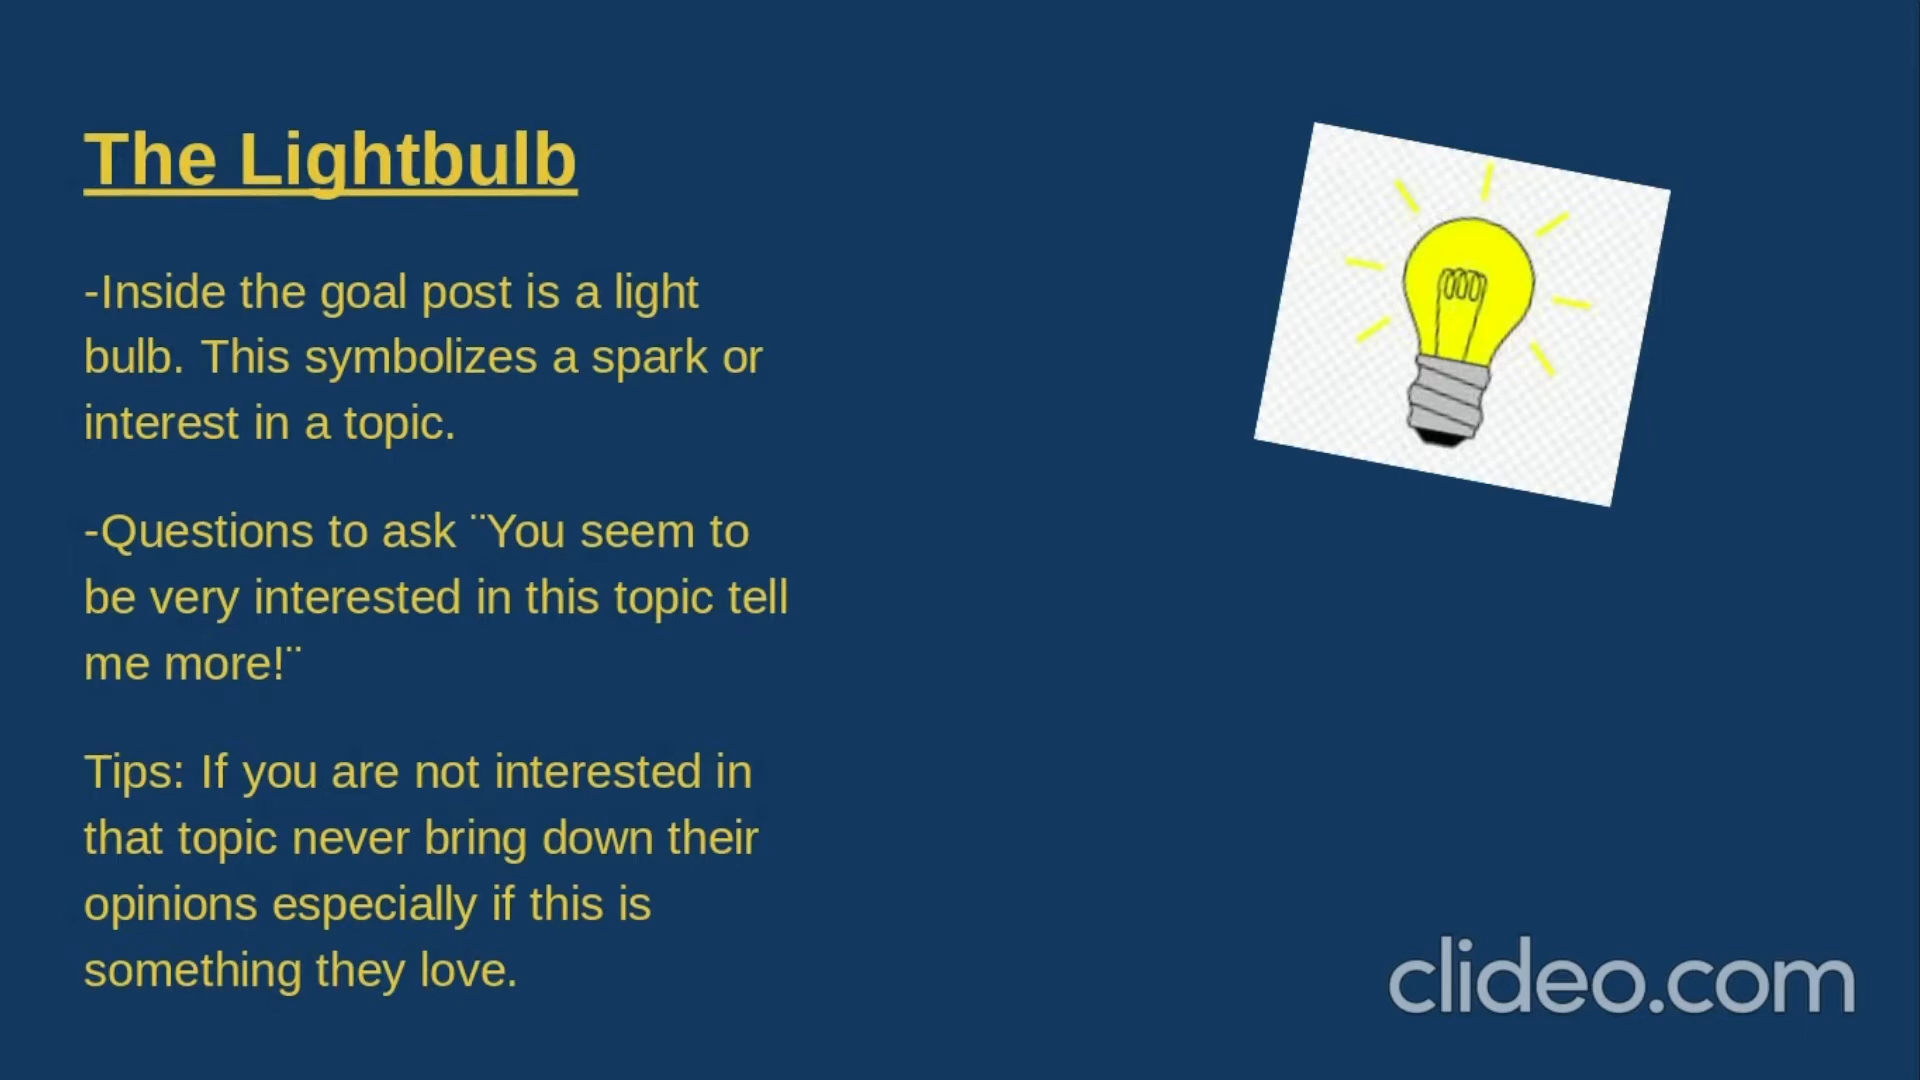 The Lightbulb
-Inside the goal post is a light
bulb. This symbolizes a spark or
interest in a topic.
-Questions to ask ¨You seem to
be very interested in this topic tell
me more!¨
Tips: If you are not interested in
that topic never bring down their
opinions especially if this is
something they love.
clideo.com